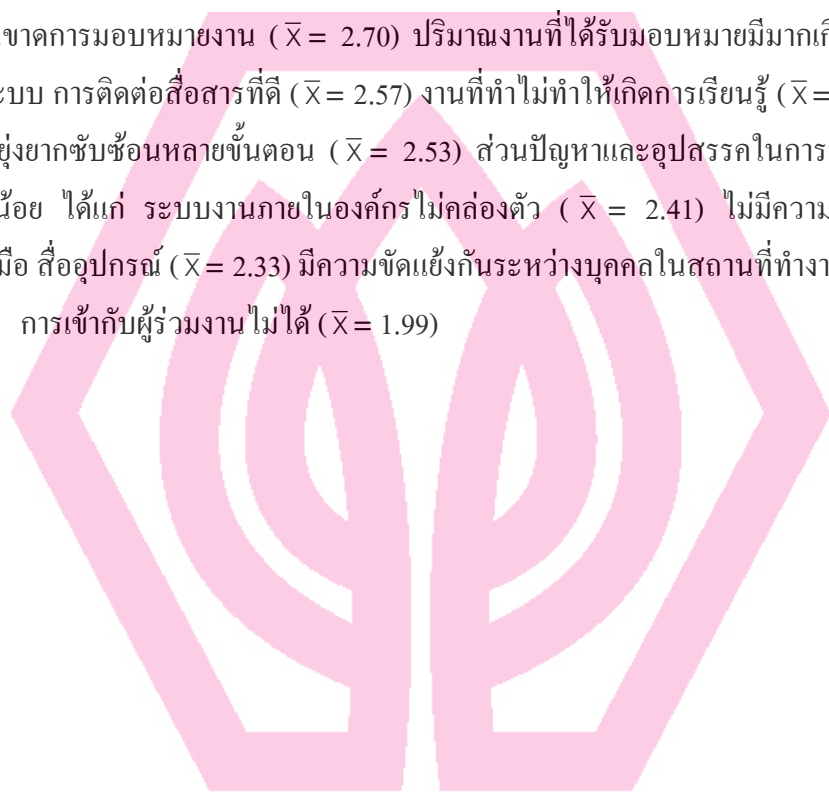 ขาดการมอบหมายงาน ( X̄ = 2.70) ปริมาณงานที่ได้รับมอบหมายมีมากเกิ
ะบบ การติดต่อสื่อสารที่ดี ( X̄ = 2.57) งานที่ทำไม่ทำให้เกิดการเรียนรู้ ( X̄ =
ยุ่งยากซับซ้อนหลายขั้นตอน ( X̄ = 2.53) ส่วนปัญหาและอุปสรรคในการ
น้อย ได้แก่ ระบบงานภายในองค์กรไม่คล่องตัว ( X̄ = 2.41) ไม่มีความ
มือ สื่ออุปกรณ์ ( X̄ = 2.33) มีความขัดแย้งกันระหว่างบุคคลในสถานที่ทำงา
การเข้ากับผู้ร่วมงานไม่ได้ ( X̄ = 1.99)